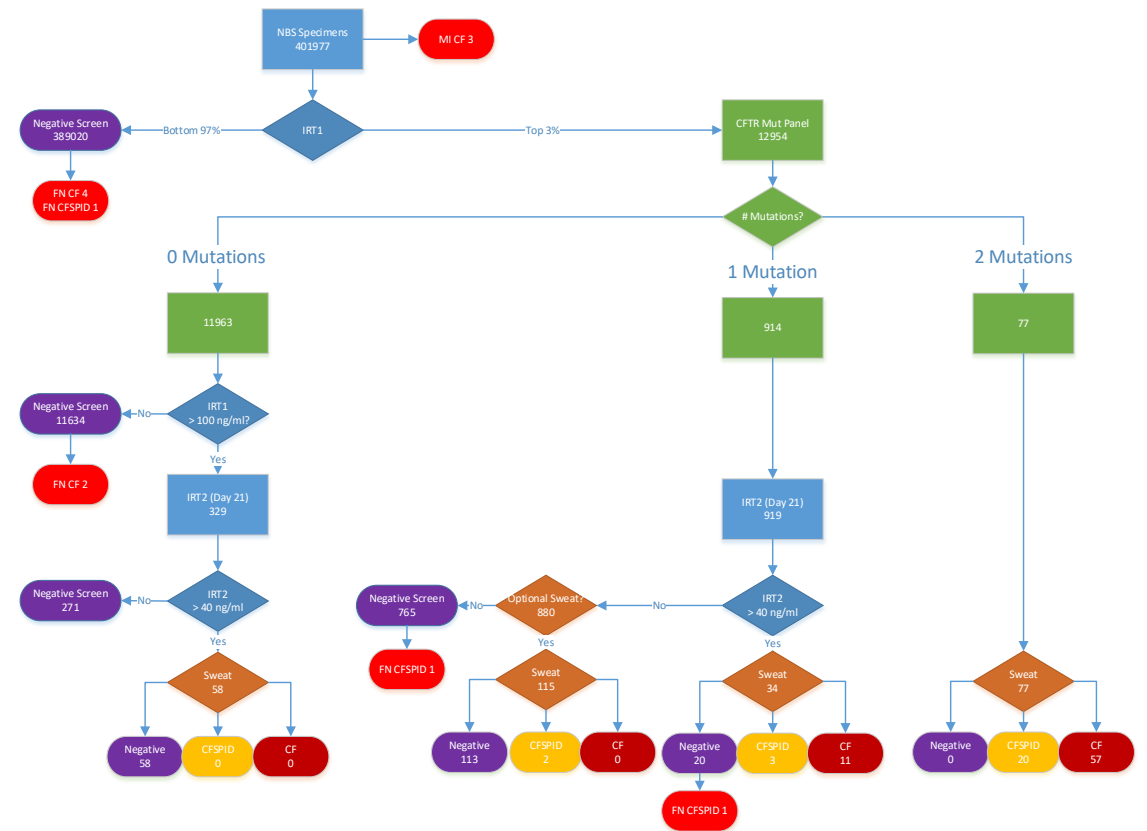 NBS Specimens
401977
MI CF 3
Negative Screen
389020
Bottom 97%
IRT1
Top 3%
CFTR Mut Panel
12954
FN CF 4
FN CFSPID 1
# Mutations?
0 Mutations
1 Mutation
2 Mutations
11963
914
77
Negative Screen
11634
No
IRT1
> 100 ng/ml?
Yes
FN CF 2
IRT2 (Day 21)
329
IRT2 (Day 21)
919
Negative Screen
271
No
IRT2
> 40 ng/ml
Yes
Negative Screen
765
No
Optional Sweat?
880
No
IRT2
> 40 ng/ml
Yes
Yes
FN CFSPID 1
Sweat
58
Sweat
115
Sweat
34
Sweat
77
Negative
58
CFSPID
0
CF
0
Negative
113
CFSPID
2
CF
0
Negative
20
CFSPID
3
CF
11
Negative
0
CFSPID
20
CF
57
FN CFSPID 1